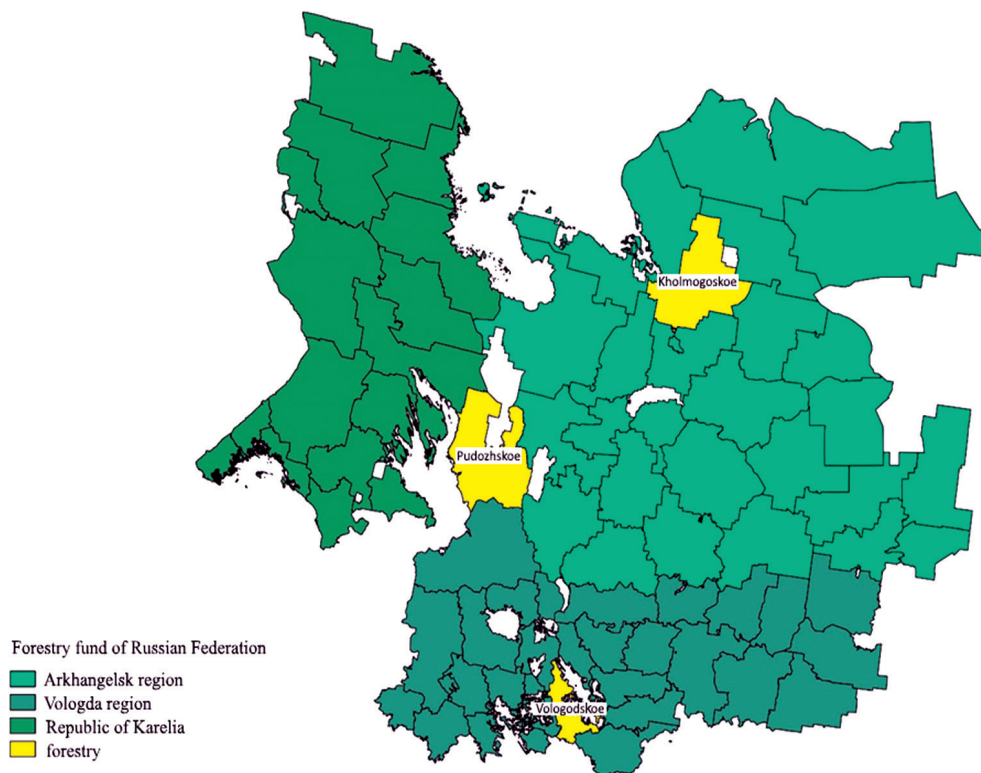 Kholmogoskoe
Pudozhskoe
Vologodskoe
Forestry fund of Russian Federation
Arkhangelsk region
Vologda region
Republic of Karelia
forestry